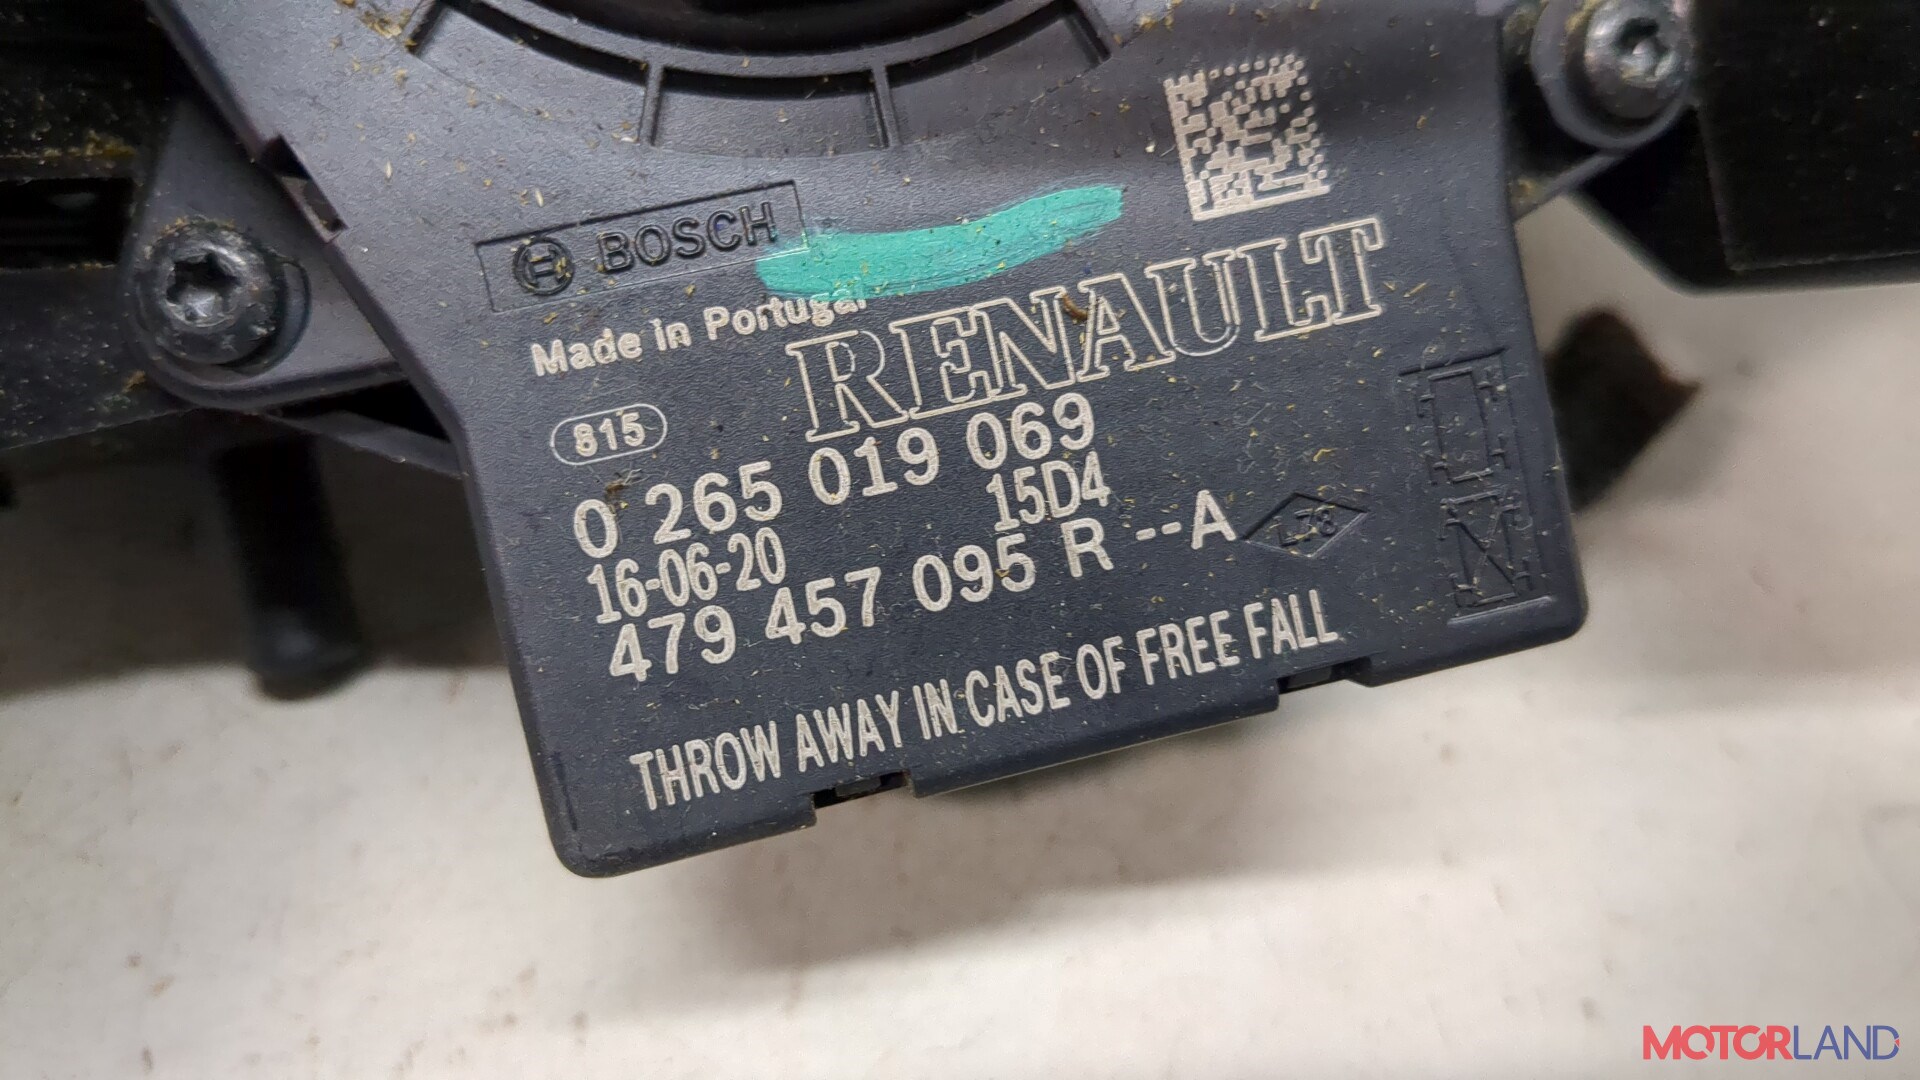 BOSCH
Made in Portugal
RENAULT
815
0 265 019 069
16-06-20 15D4
479 457 095 R --A
THROW AWAY IN CASE OF FREE FALL
MOTORLAND